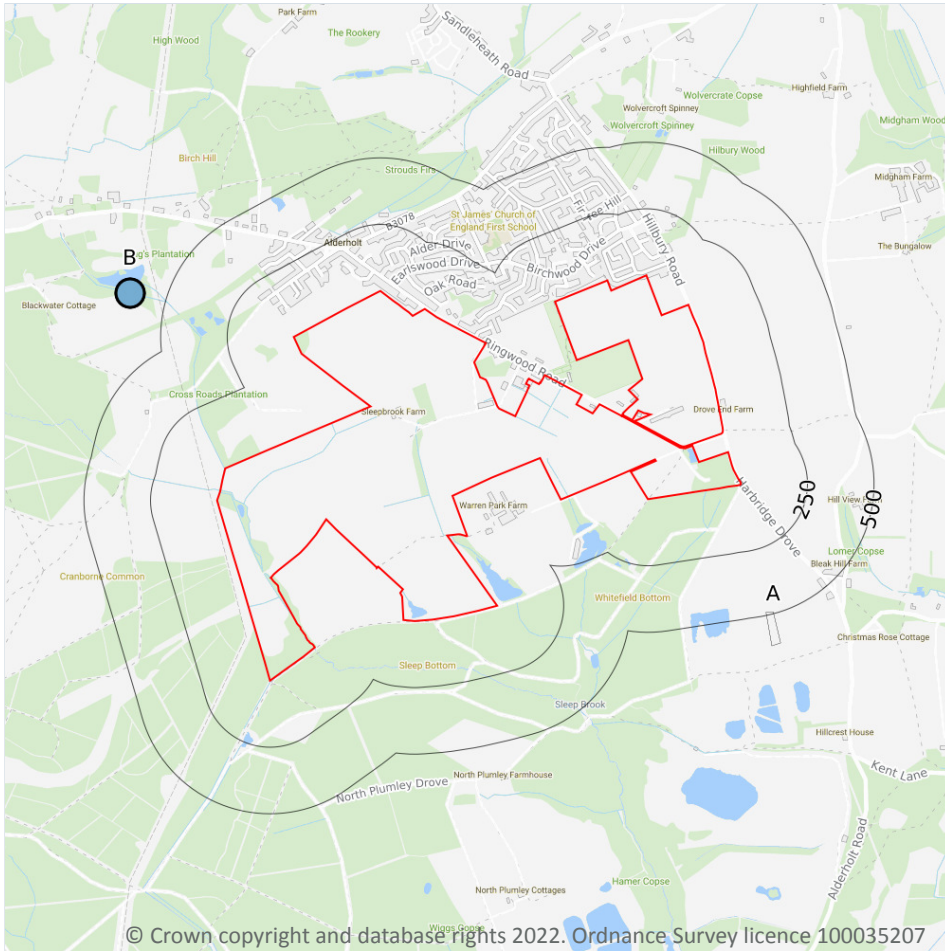 Park Farm
Sandleheath Road
The Rookery
High Wood
Highfield Farm
Wolvercrate Copse
Wolvercroft Spinney
Wolvercroft Spinney
Midgham Wood
Hilbury Wood
Birch Hill
Strouds Firs
Midgham Farm
B3078
St James' Church of
England First School
Hillbury Road
Alderholt
Alder Drive
Birchwood Drive
The Bungalow
B
Earlswood Drive
Oak Road
Blackwater Cottage
Ringwood Road
Cross Roads Plantation
Sleepbrook Farm
Drove End Farm
Warren Park Farm
Harbridge Drove
250
500
Lomer Copse
Bleak Hill Farm
Cranborne Common
Whitefield Bottom
A
Christmas Rose Cottage
Sleep Bottom
Sleep Brook
Hillcrest House
Kent Lane
North Plumley Farmhouse
North Plumley Drove
Alderholt Road
Hamer Copse
North Plumley Cottages
Wiggs Copse
© Crown copyright and database rights 2022. Ordnance Survey licence 100035207